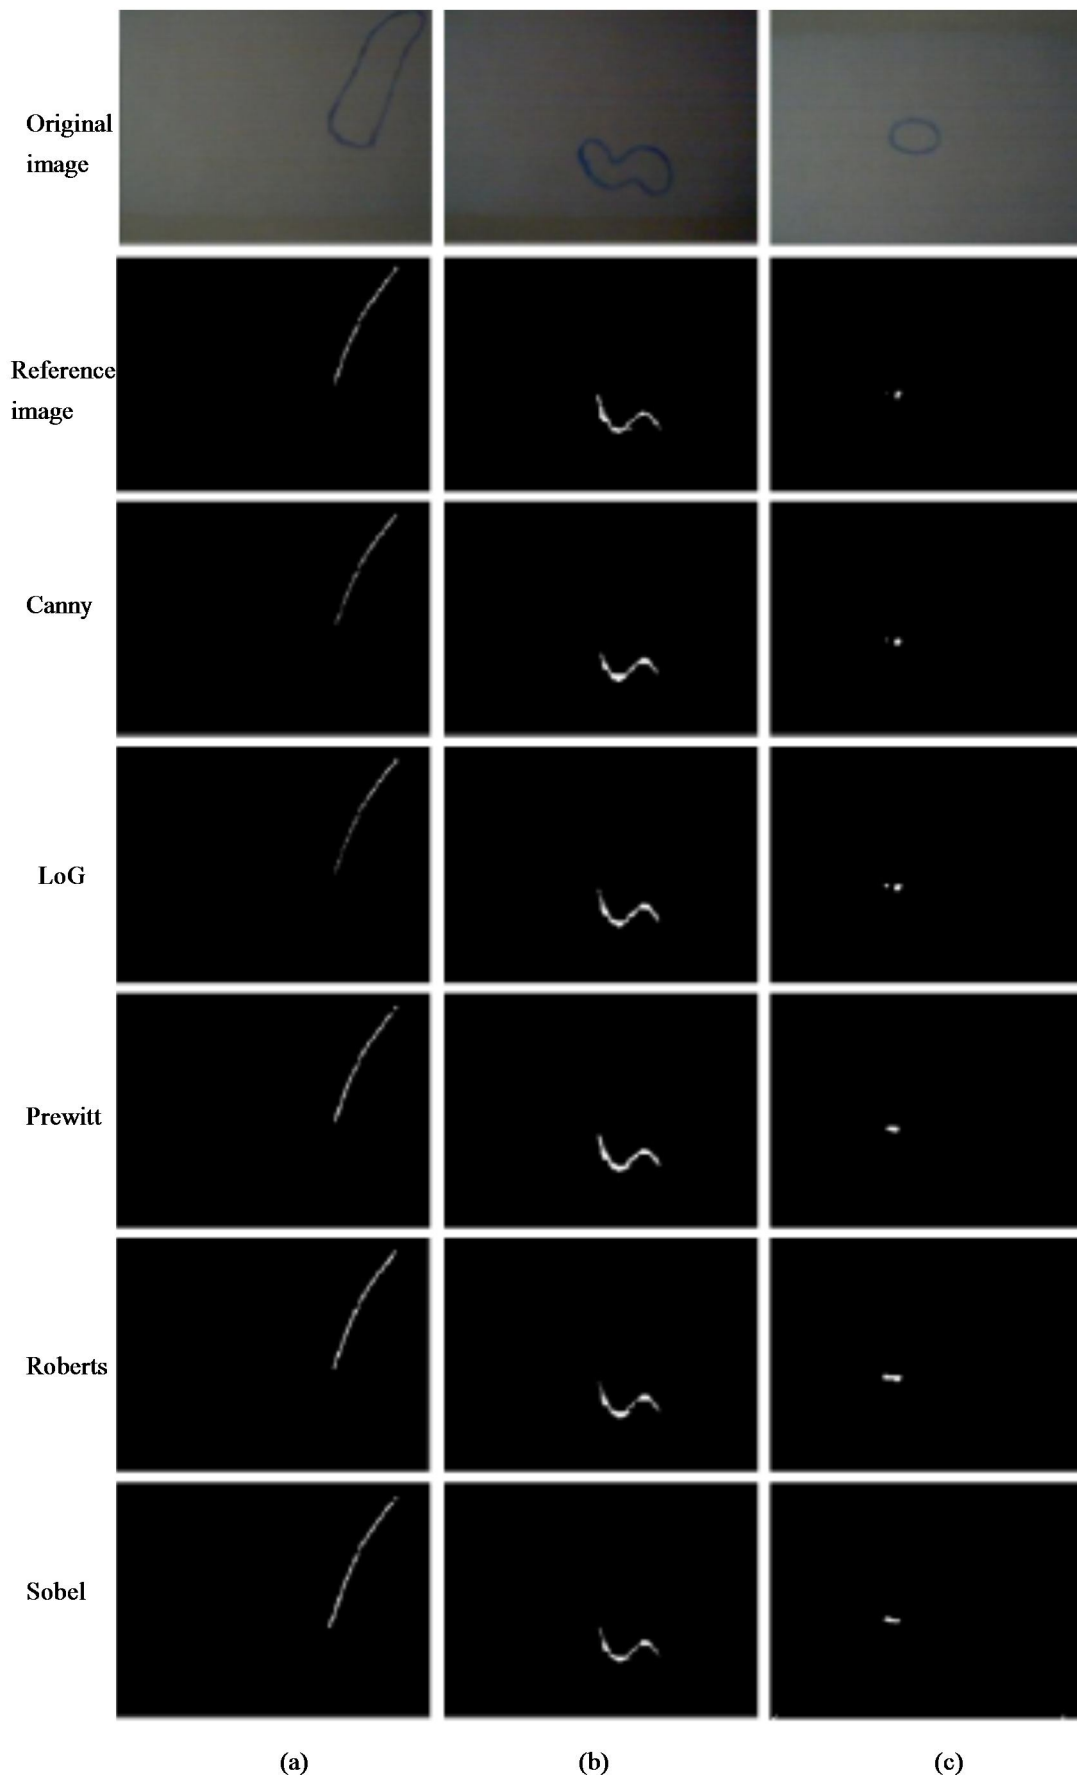 Original
image
Reference
image
Canny
LoG
Prewitt
Roberts
Sobel
(a) (b) (c)